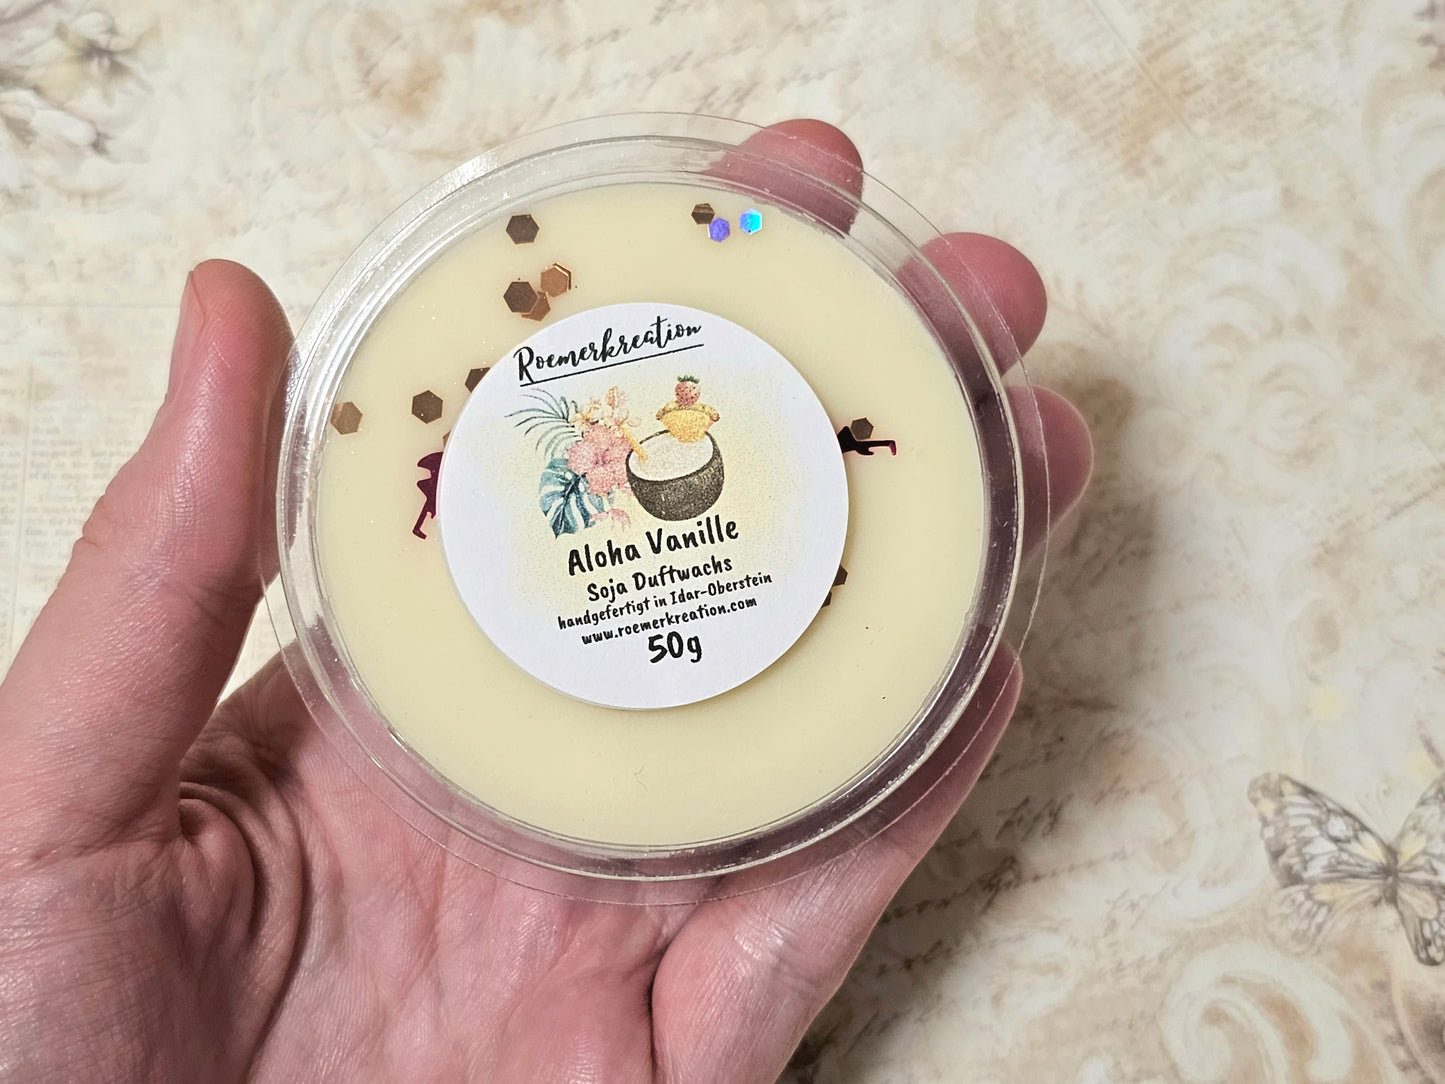 Roemerkreation
Aloha Vanille
Soja Duftwachs
handgefertigt in Idar-Oberstein
www.roemerkreation.com
50g